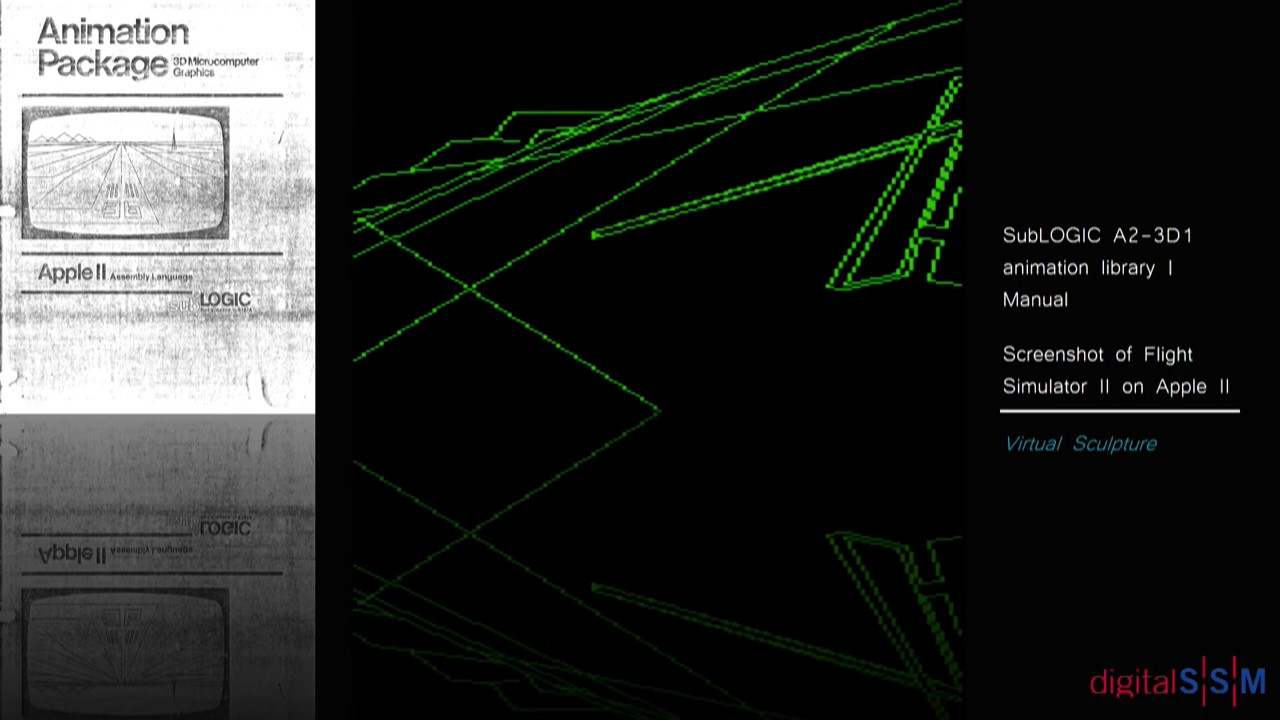 Animation
Package 3D Microcomputer
Graphics
Apple II Assembly Language
subLOGIC
SubLOGIC A2-3D1
animation library |
Manual
Screenshot of Flight
Simulator II on Apple II
Virtual Sculpture
digitalS|S|M